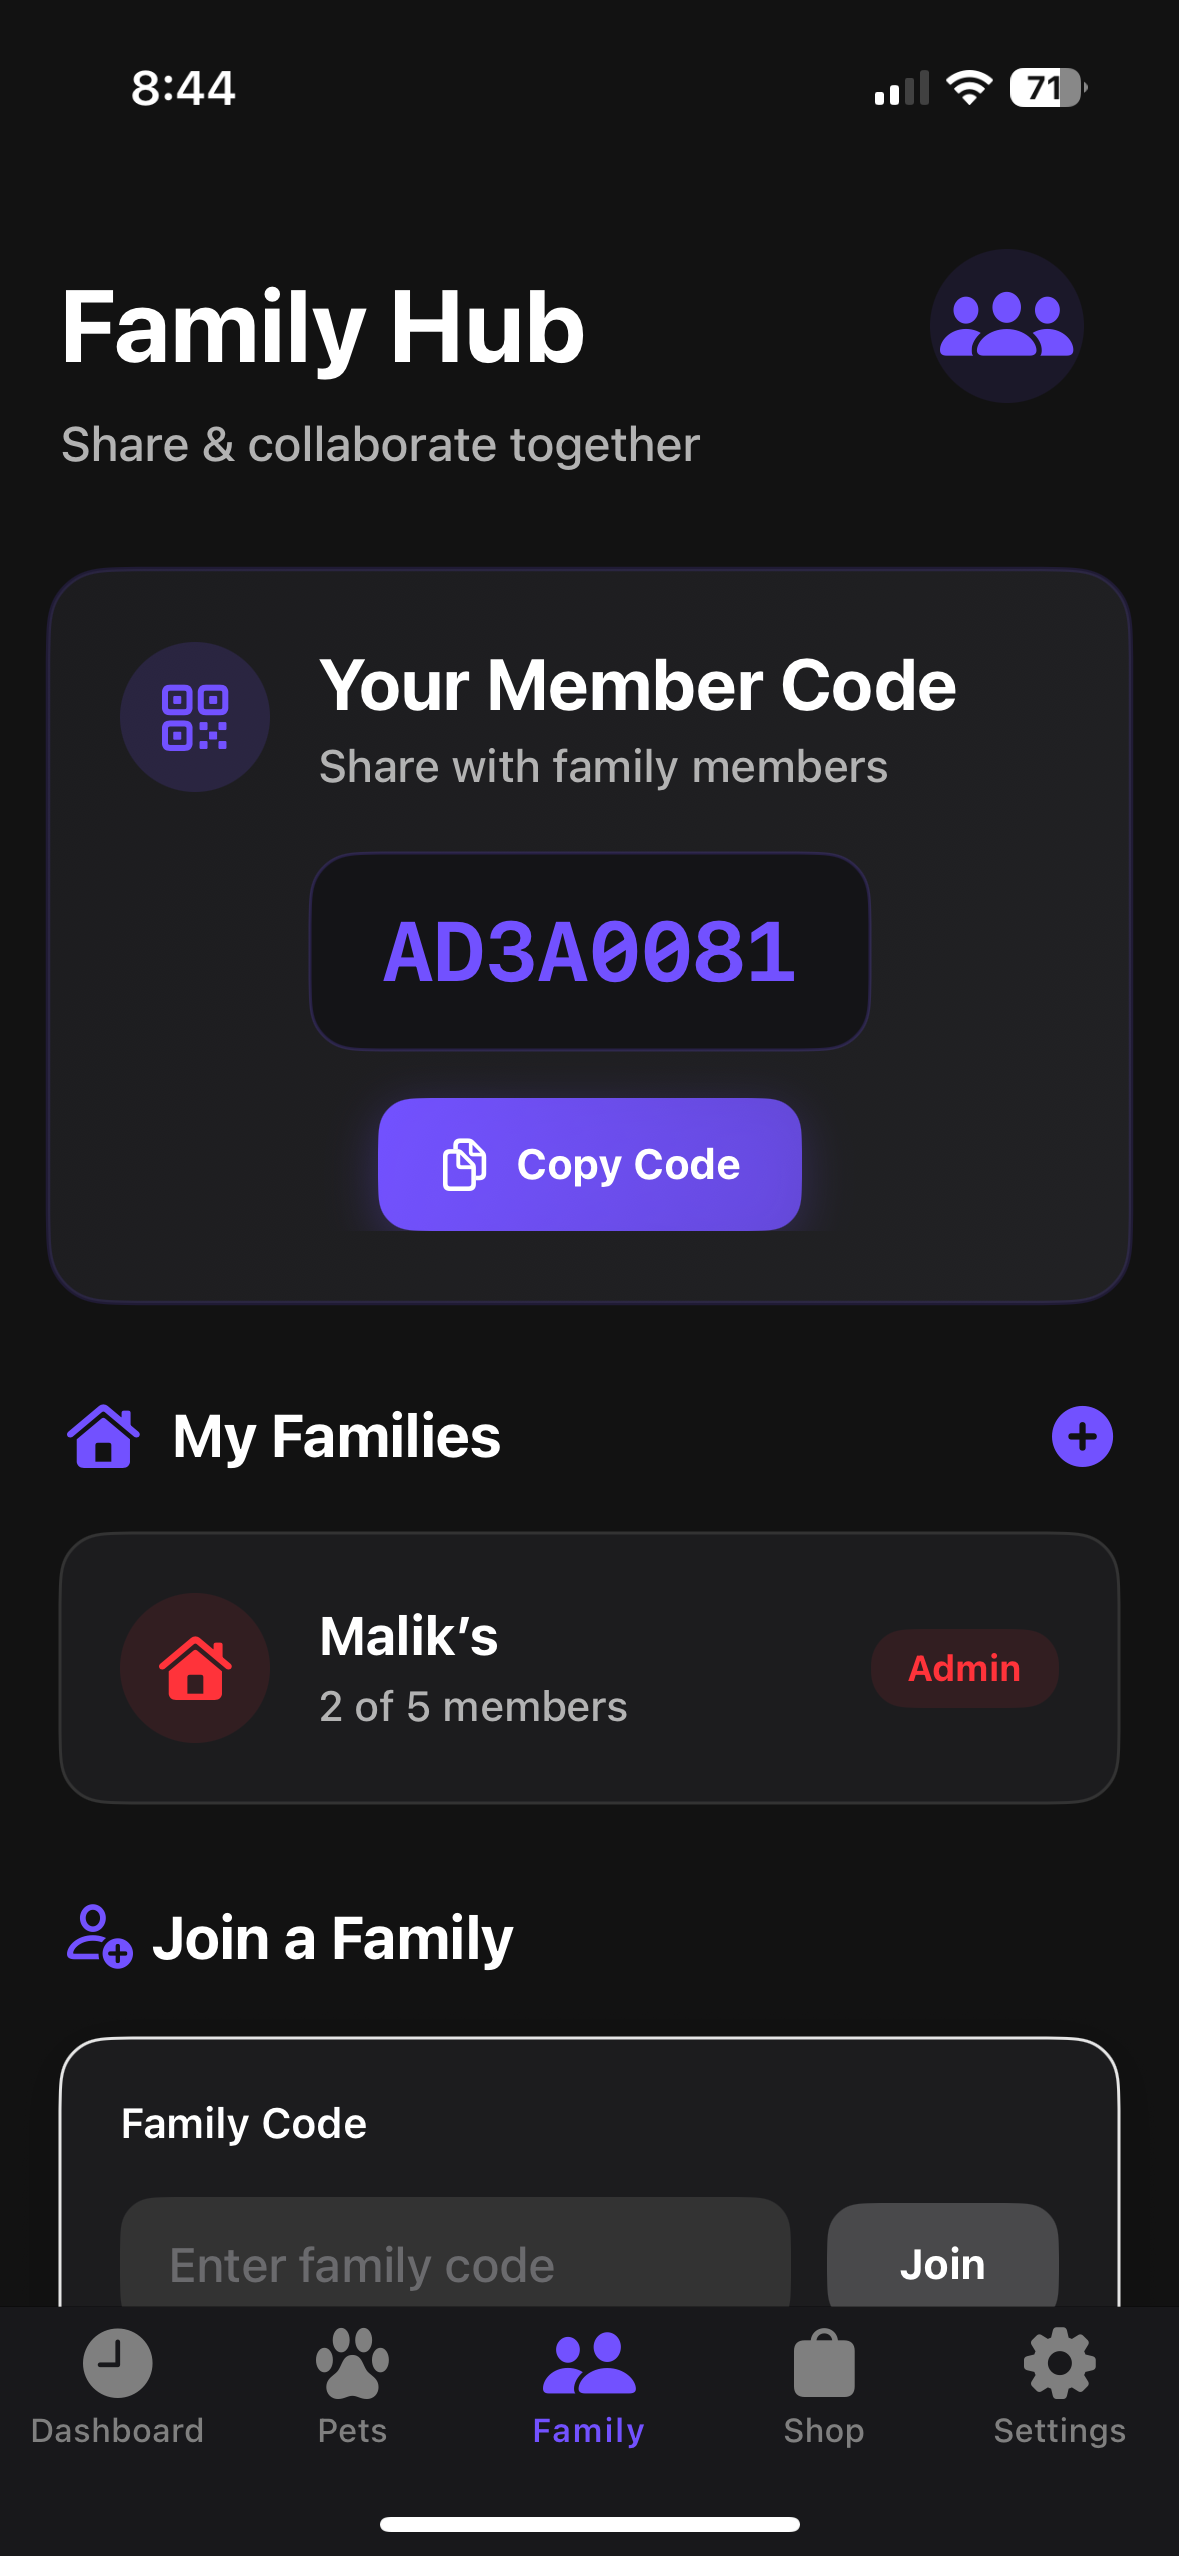 8:44
71
Family Hub
Share & collaborate together
Your Member Code
Share with family members
AD3A0081
Copy Code
My Families
Malik’s
2 of 5 members
Admin
Join a Family
Family Code
Enter family code
Join
Dashboard
Pets
Family
Shop
Settings